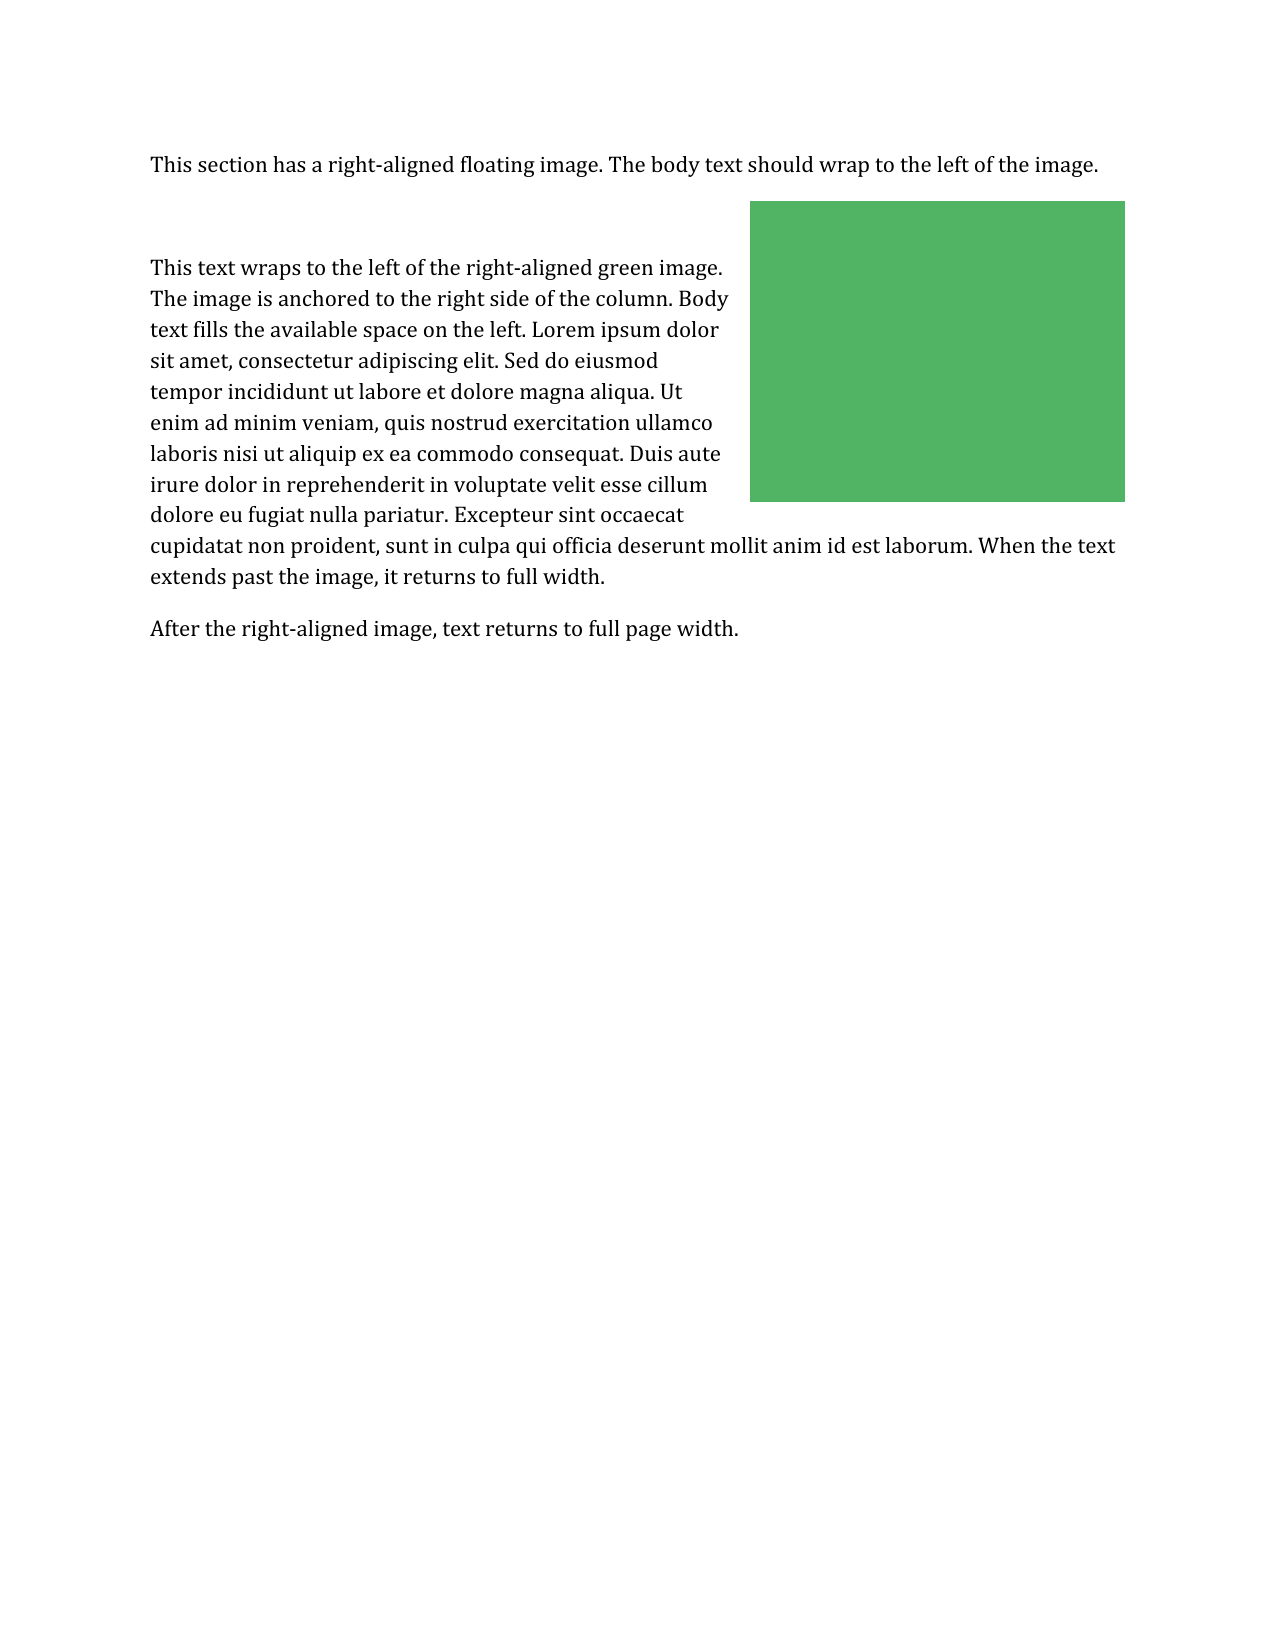 This section has a right-aligned floating image. The body text should wrap to the left of the image.
This text wraps to the left of the right-aligned green image.
The image is anchored to the right side of the column. Body
text fills the available space on the left. Lorem ipsum dolor
sit amet, consectetur adipiscing elit. Sed do eiusmod
tempor incididunt ut labore et dolore magna aliqua. Ut
enim ad minim veniam, quis nostrud exercitation ullamco
laboris nisi ut aliquip ex ea commodo consequat. Duis aute
irure dolor in reprehenderit in voluptate velit esse cillum
dolore eu fugiat nulla pariatur. Excepteur sint occaecat
cupidatat non proident, sunt in culpa qui officia deserunt mollit anim id est laborum. When the text
extends past the image, it returns to full width.
After the right-aligned image, text returns to full page width.